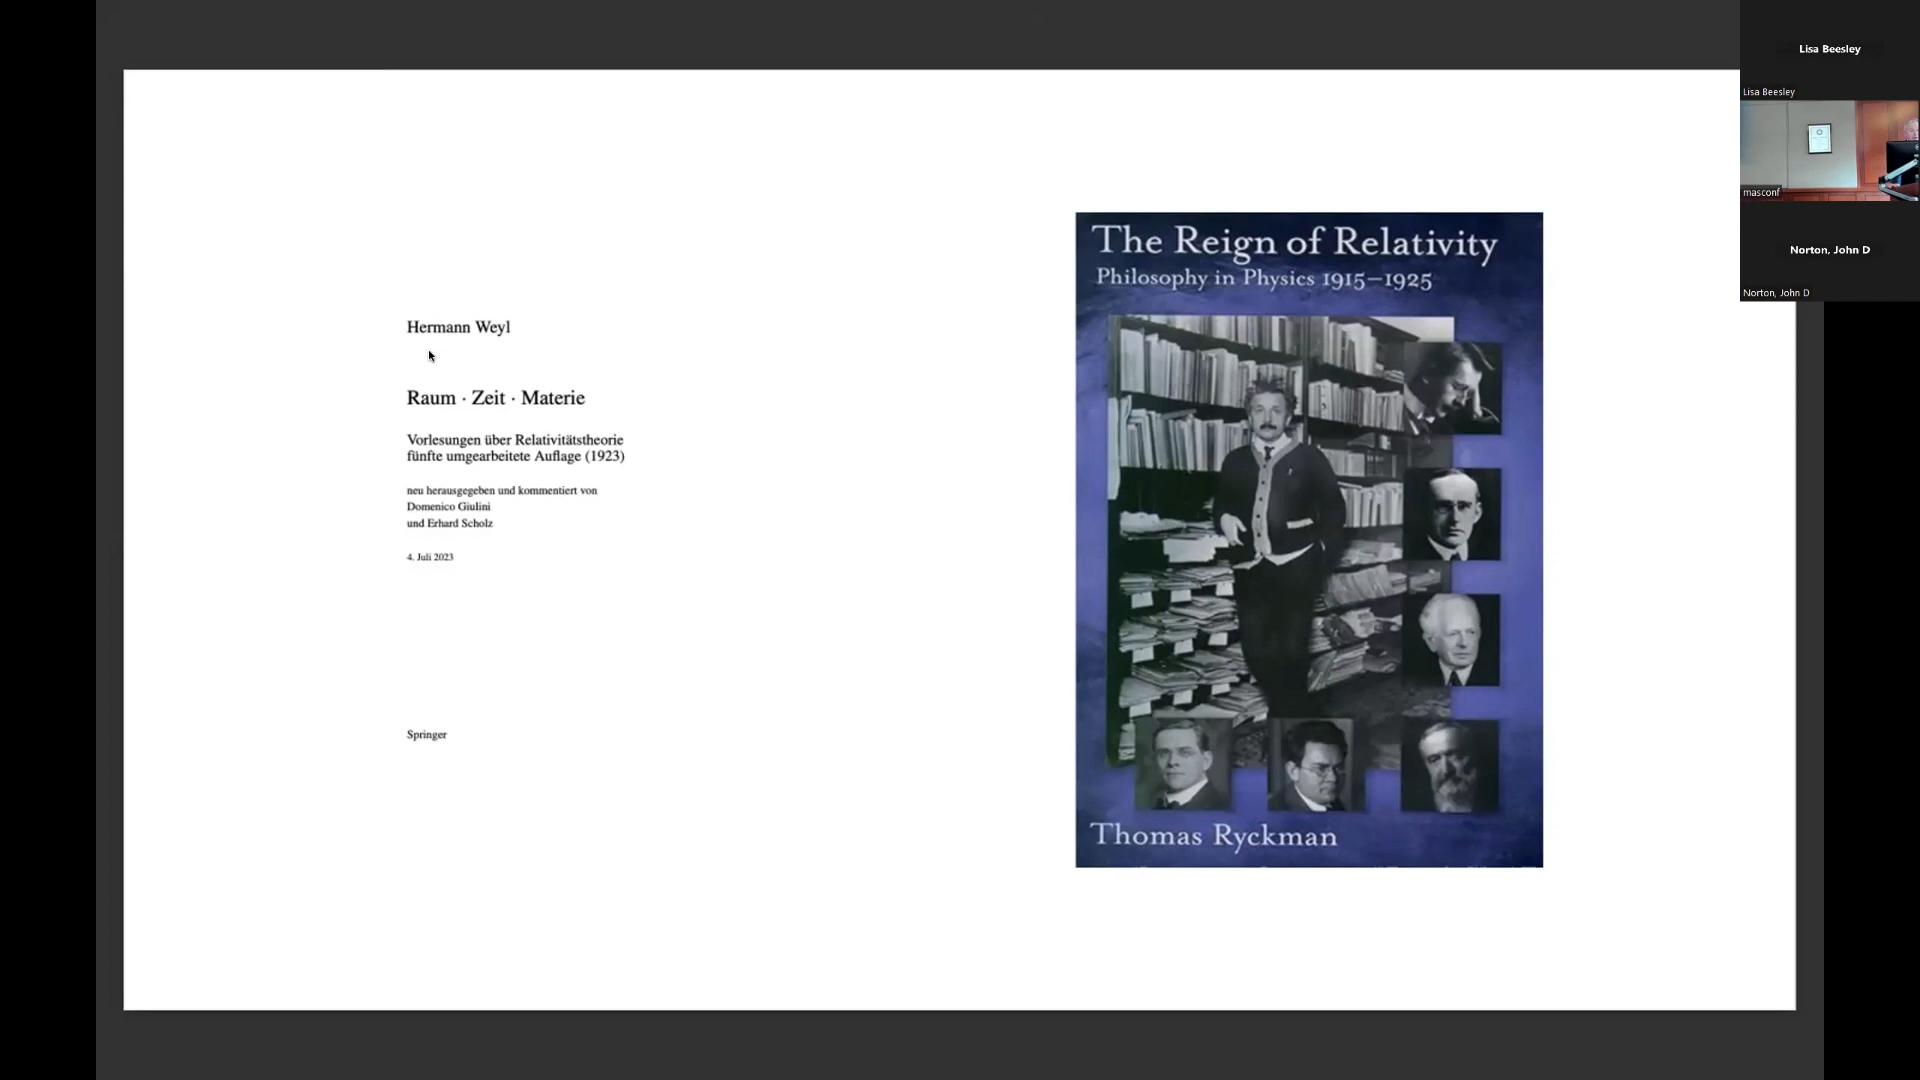 Hermann Weyl
Raum · Zeit · Materie
Vorlesungen über Relativitätstheorie
fünfte umgearbeitete Auflage (1923)
neu herausgegeben und kommentiert von
Domenico Giulini
und Erhard Scholz
4. Juli 2023
Springer
The Reign of Relativity
Philosophy in Physics 1915–1925
Thomas Ryckman
Lisa Beesley
Lisa Beesley
masconf
Norton, John D
Norton, John D